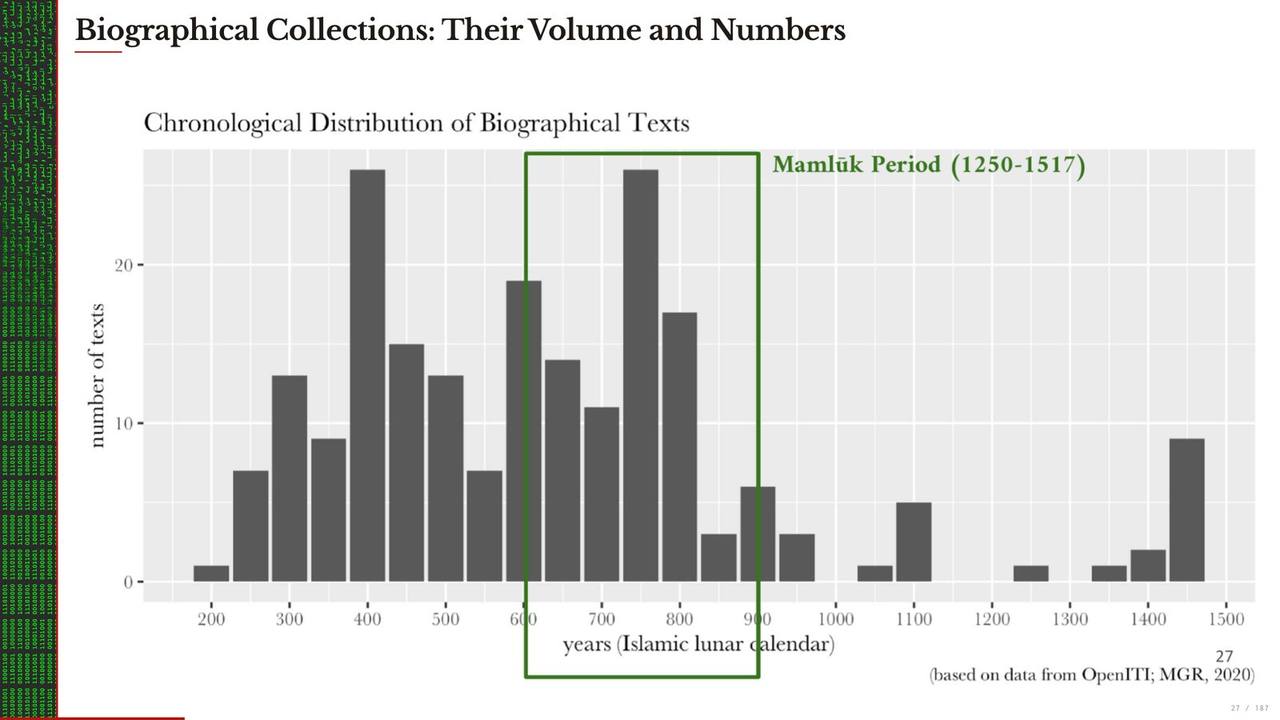 Biographical Collections: Their Volume and Numbers
Chronological Distribution of Biographical Texts
Mamlūk Period (1250-1517)
number of texts
20
10
0
200 300 400 500 600 700 800 900 1000 1100 1200 1300 1400 1500
years (Islamic lunar calendar)
27
(based on data from OpenITI; MGR, 2020)
27 / 187